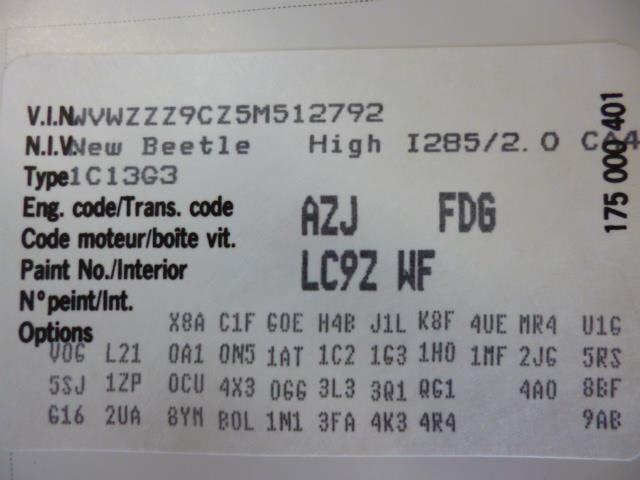 V.I.N. WVWZZZ9CZ5M512792
N.I.V. New Beetle High I285/2.0 CA4
Type 1C13G3
Eng. code/Trans. code AZJ FDG
Code moteur/boîte vit.
Paint No./Interior LC9Z WF
N° peint/Int.
Options X8A C1F G0E H4B J1L K8F 4UE MR4 U1G
V0G L21 0A1 0N5 1AT 1C2 1G3 1H0 1MF 2JG 5RS
5SJ 1ZP 0CU 4X3 0GG 3L3 3Q1 QG1 4A0 8BF
G16 2UA 8YM B0L 1N1 3FA 4K3 4R4 9AB
175 000 401